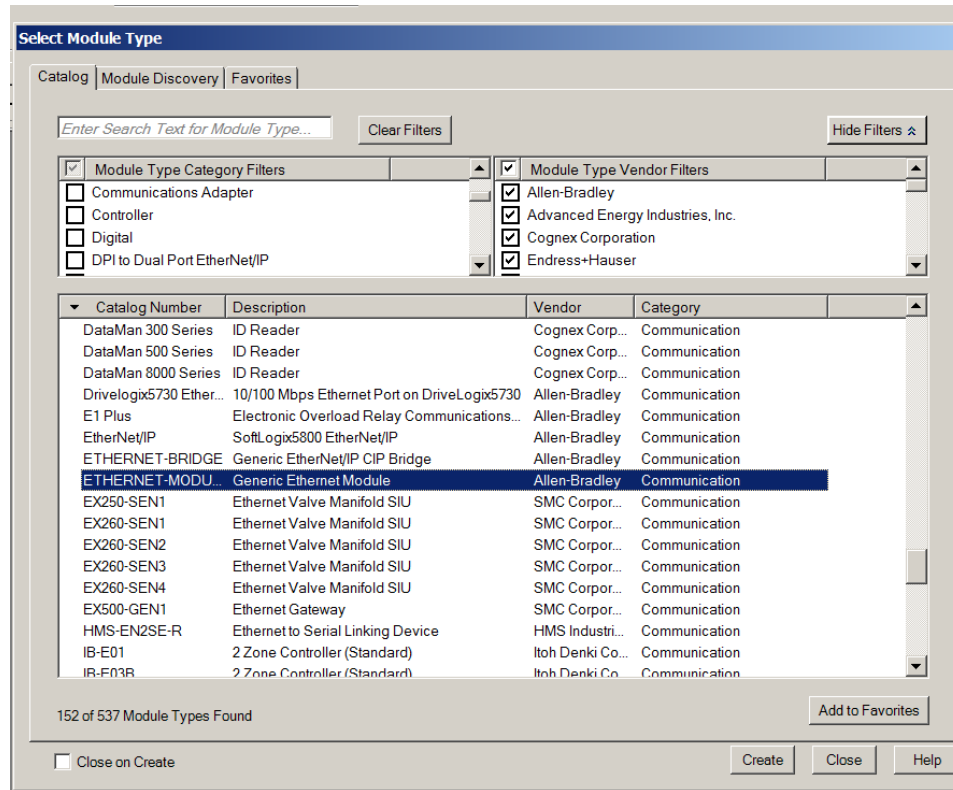 Select Module Type
Catalog Module Discovery Favorites
Enter Search Text for Module Type... Clear Filters Hide Filters
Module Type Category Filters Module Type Vendor Filters
Communications Adapter Allen-Bradley
Controller Advanced Energy Industries, Inc.
Digital Cognex Corporation
DPI to Dual Port EtherNet/IP Endress+Hauser
Catalog Number Description Vendor Category
DataMan 300 Series ID Reader Cognex Corp... Communication
DataMan 500 Series ID Reader Cognex Corp... Communication
DataMan 8000 Series ID Reader Cognex Corp... Communication
Drivelogix5730 Ether... 10/100 Mbps Ethernet Port on DriveLogix5730 Allen-Bradley Communication
E1 Plus Electronic Overload Relay Communications... Allen-Bradley Communication
EtherNet/IP SoftLogix5800 EtherNet/IP Allen-Bradley Communication
ETHERNET-BRIDGE Generic EtherNet/IP CIP Bridge Allen-Bradley Communication
ETHERNET-MODU... Generic Ethernet Module Allen-Bradley Communication
EX250-SEN1 Ethernet Valve Manifold SIU SMC Corpor... Communication
EX260-SEN1 Ethernet Valve Manifold SIU SMC Corpor... Communication
EX260-SEN2 Ethernet Valve Manifold SIU SMC Corpor... Communication
EX260-SEN3 Ethernet Valve Manifold SIU SMC Corpor... Communication
EX260-SEN4 Ethernet Valve Manifold SIU SMC Corpor... Communication
EX500-GEN1 Ethernet Gateway SMC Corpor... Communication
HMS-EN2SE-R Ethernet to Serial Linking Device HMS Industri... Communication
IB-E01 2 Zone Controller (Standard) Itoh Denki Co... Communication
IB-E03B 2 Zone Controller (Standard) Itoh Denki Co... Communication
152 of 537 Module Types Found Add to Favorites
Close on Create Create Close Help